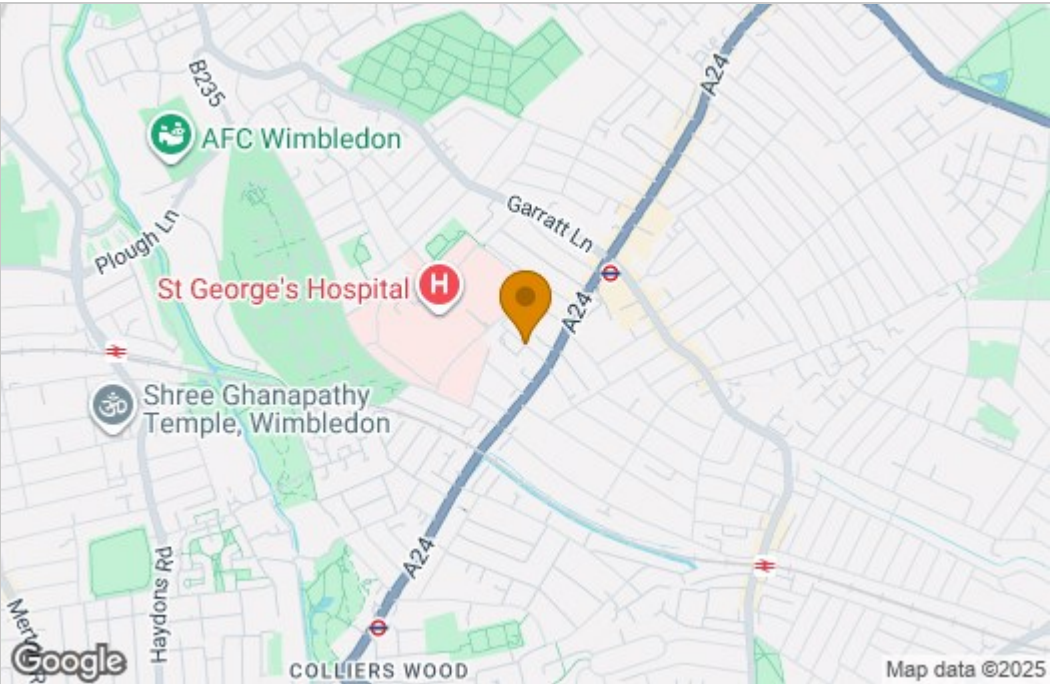 A24
B235
AFC Wimbledon
Garratt Ln
Plough Ln
St George's Hospital
H
A24
Shree Ghanapathy
Temple, Wimbledon
A24
Haydons Rd
COLLIERS WOOD
Google
Map data ©2025